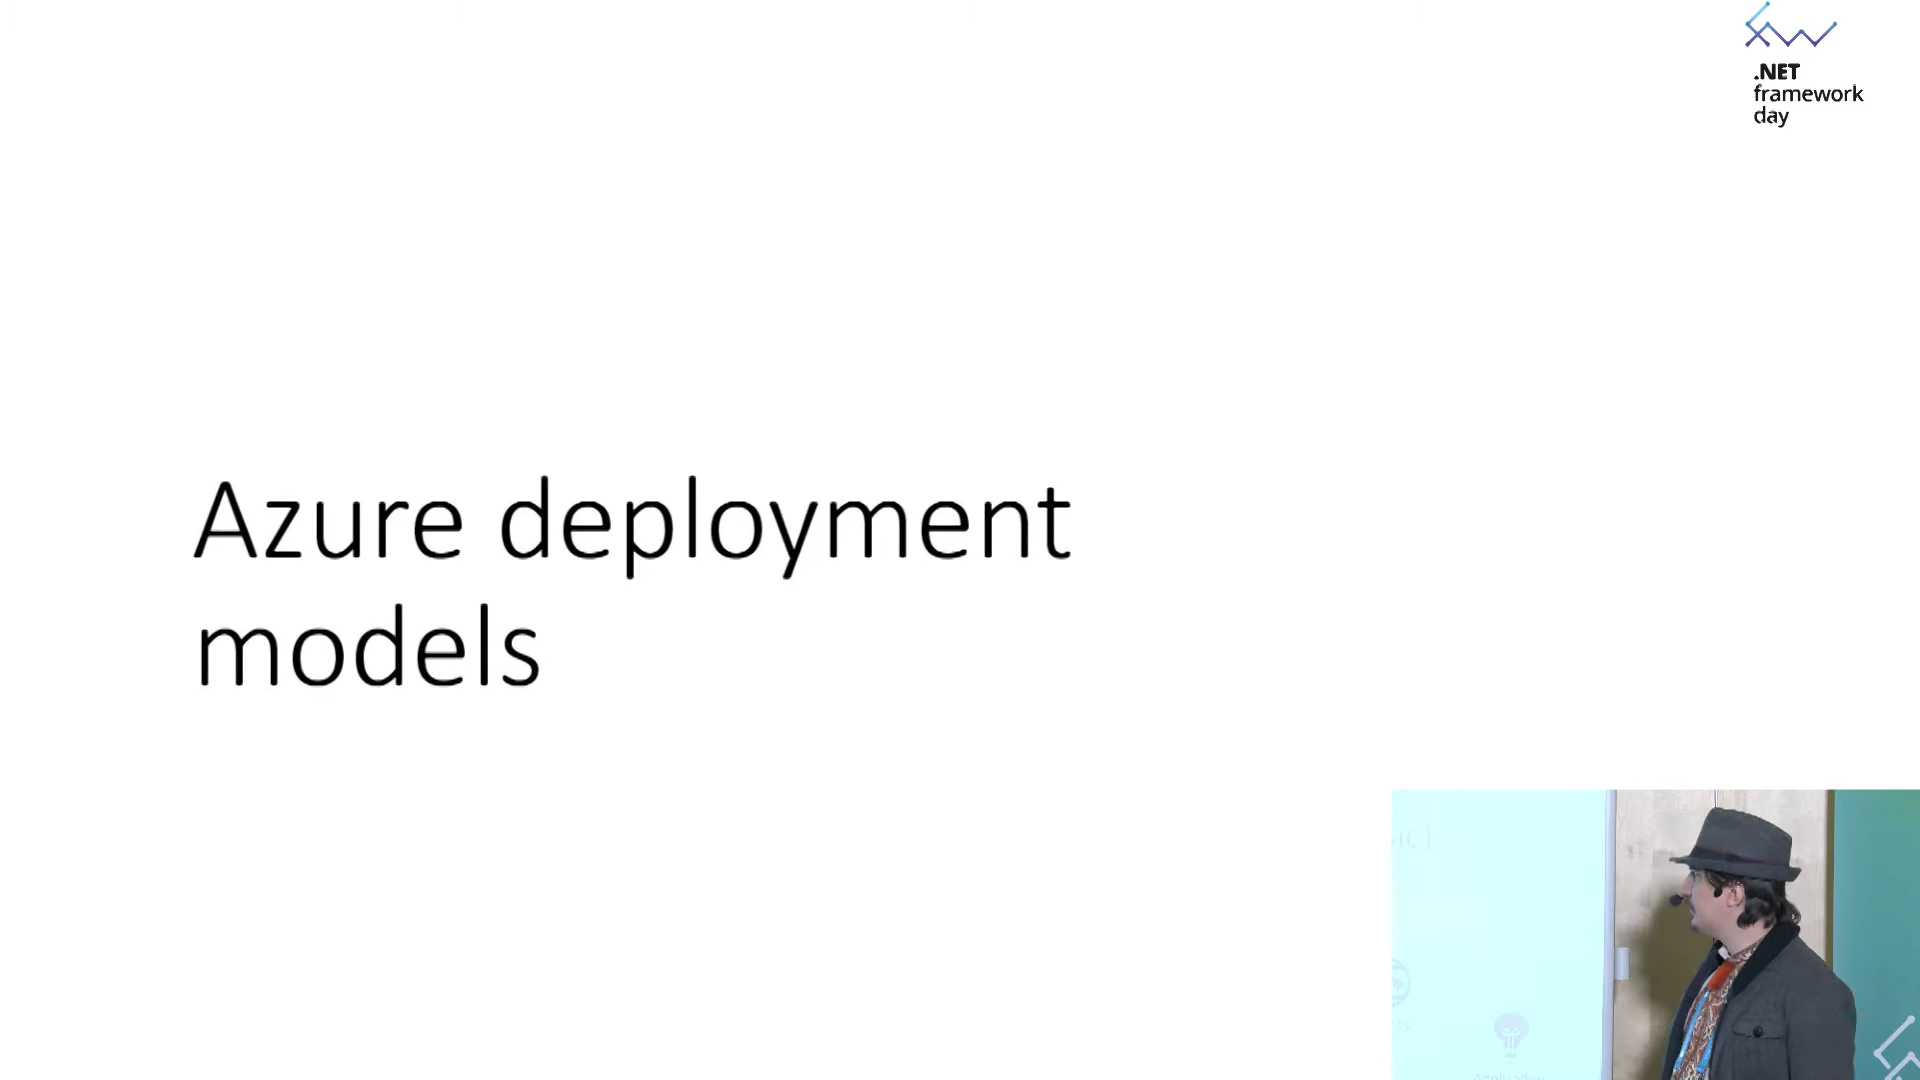 .NET
framework
day
Azure deployment
models